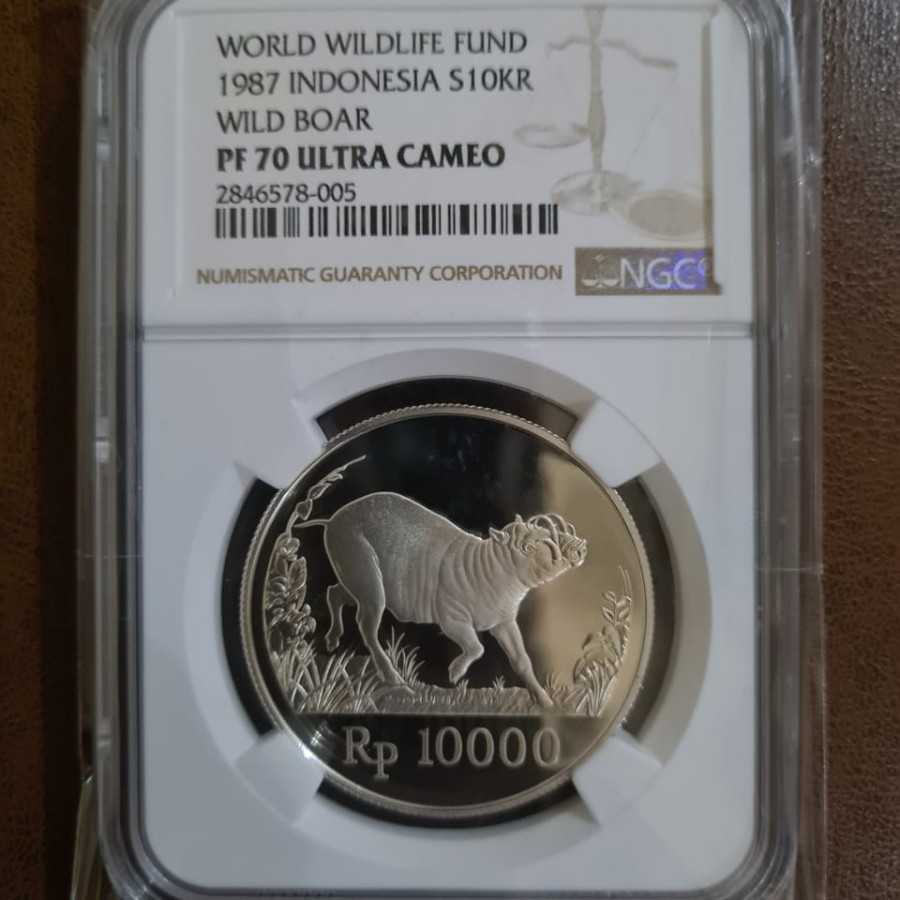 WORLD WILDLIFE FUND
1987 INDONESIA S10KR
WILD BOAR
PF 70 ULTRA CAMEO
2846578-005
NUMISMATIC GUARANTY CORPORATION
NGC
Rp 10000